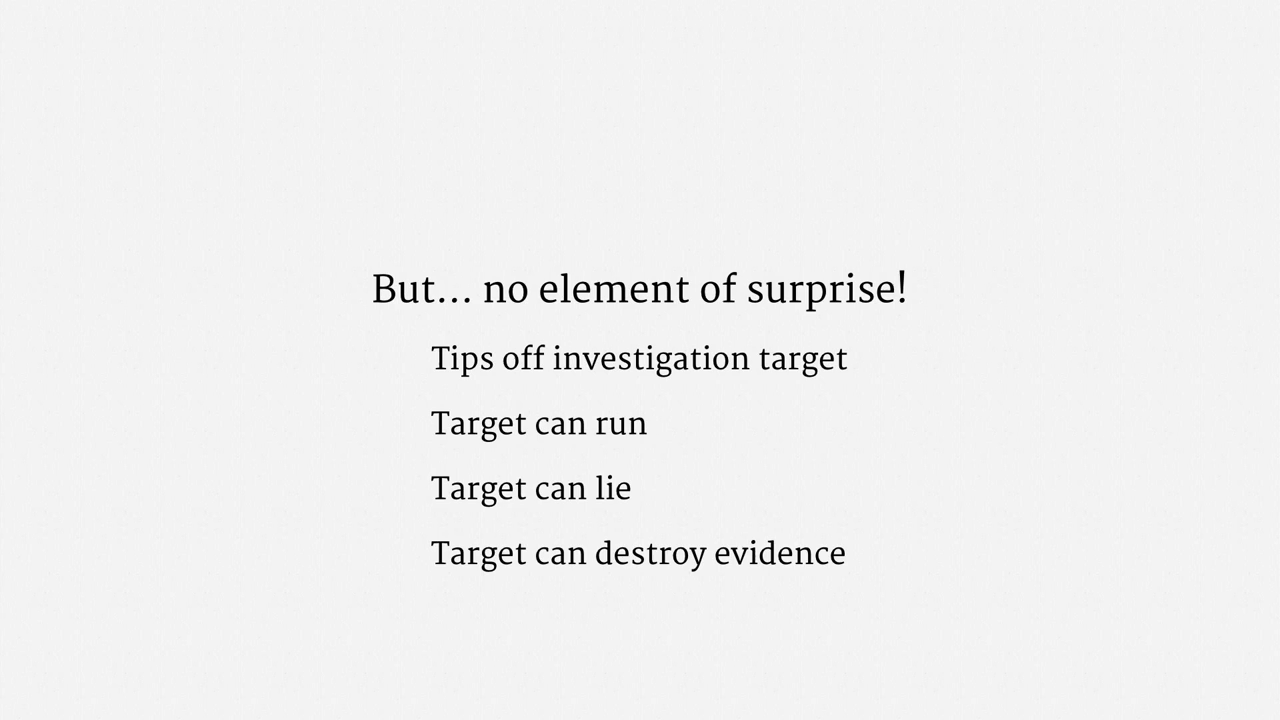 But... no element of surprise!
Tips off investigation target
Target can run
Target can lie
Target can destroy evidence